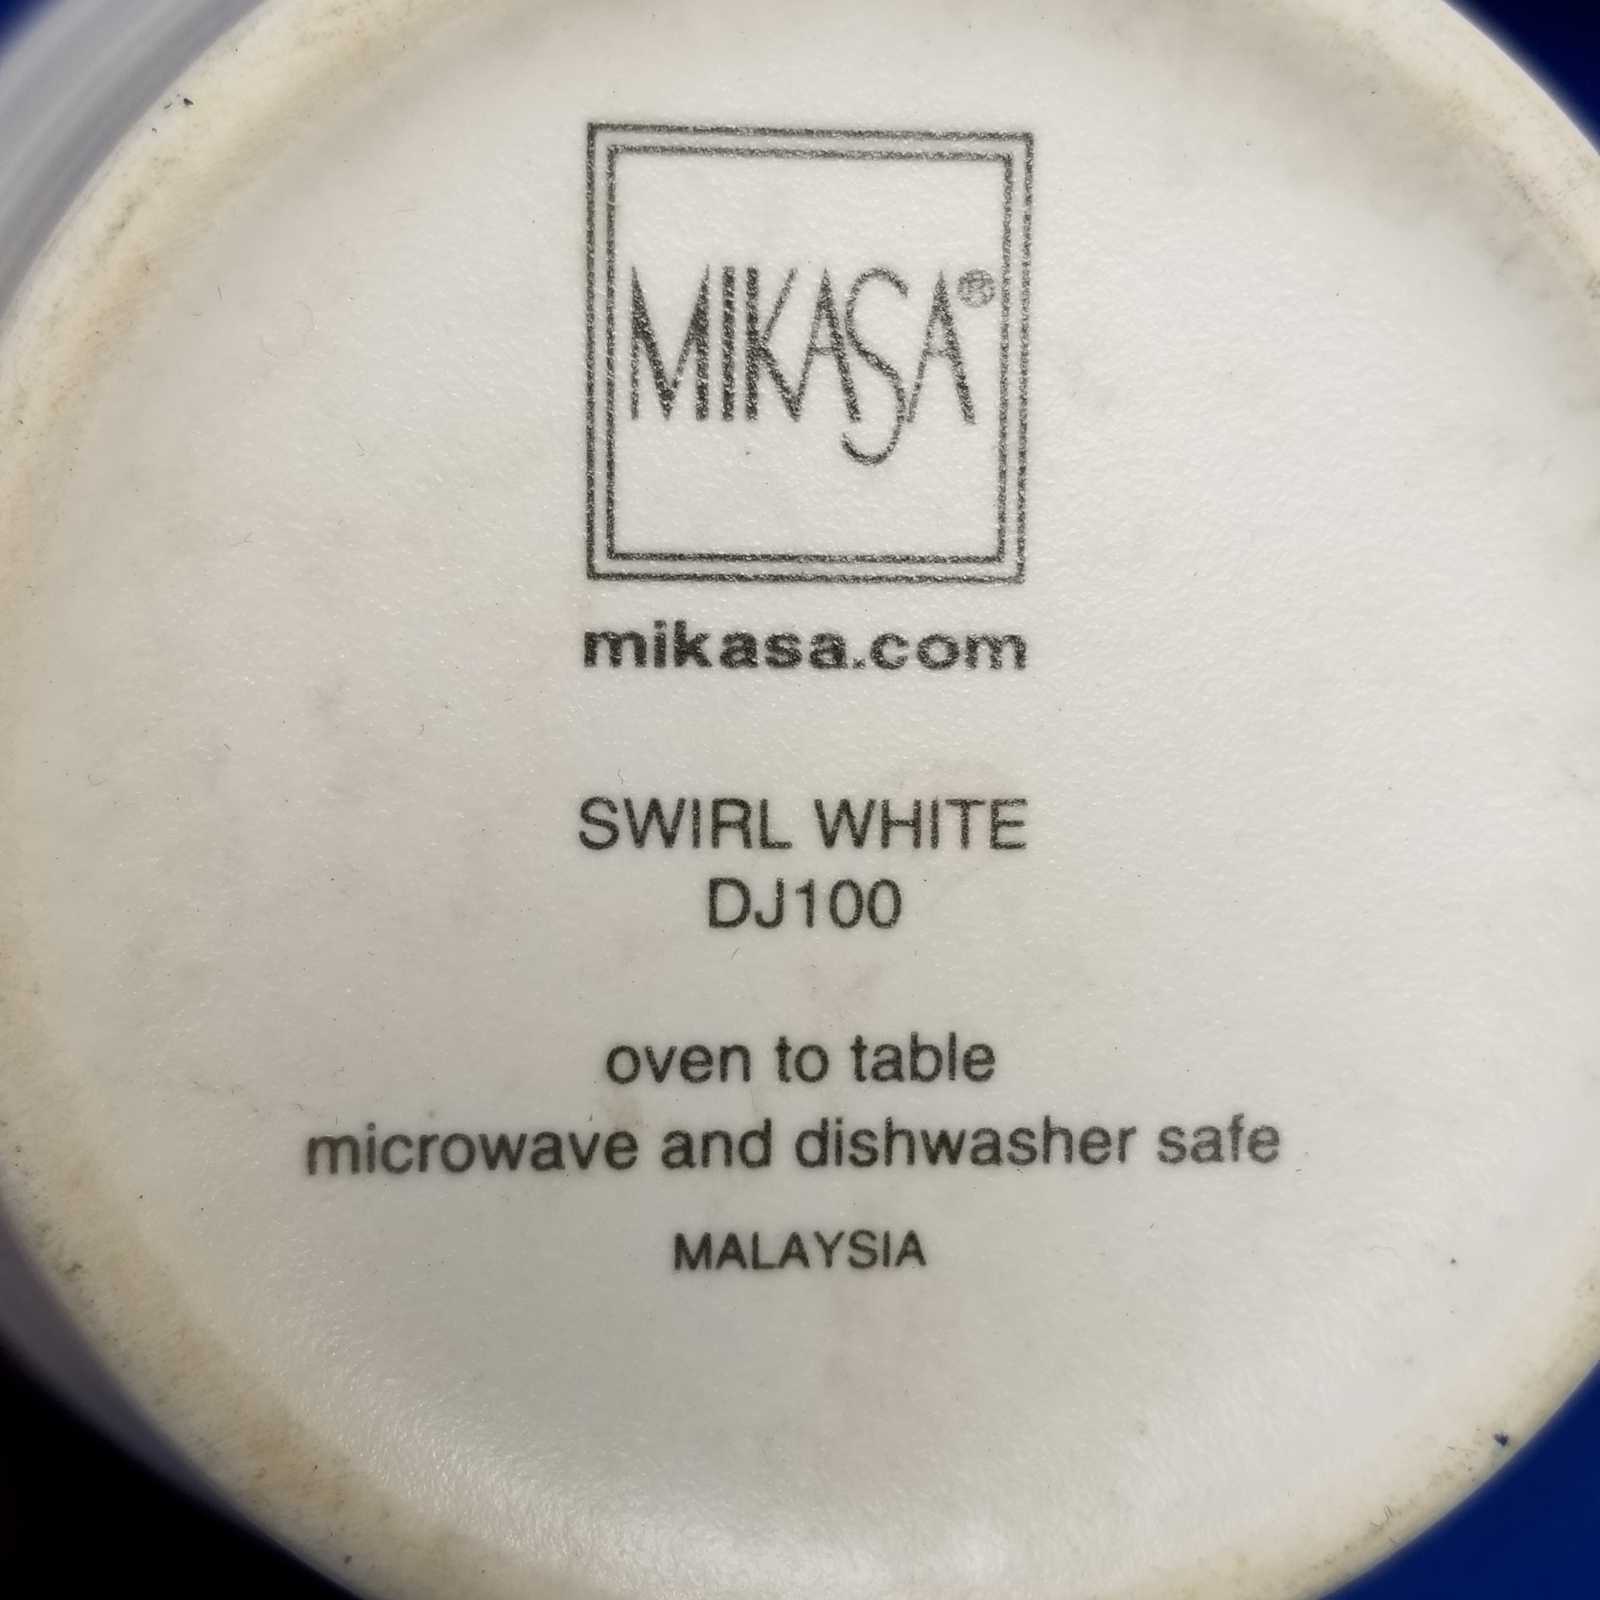 MIKASA®
mikasa.com
SWIRL WHITE
DJ100
oven to table
microwave and dishwasher safe
MALAYSIA